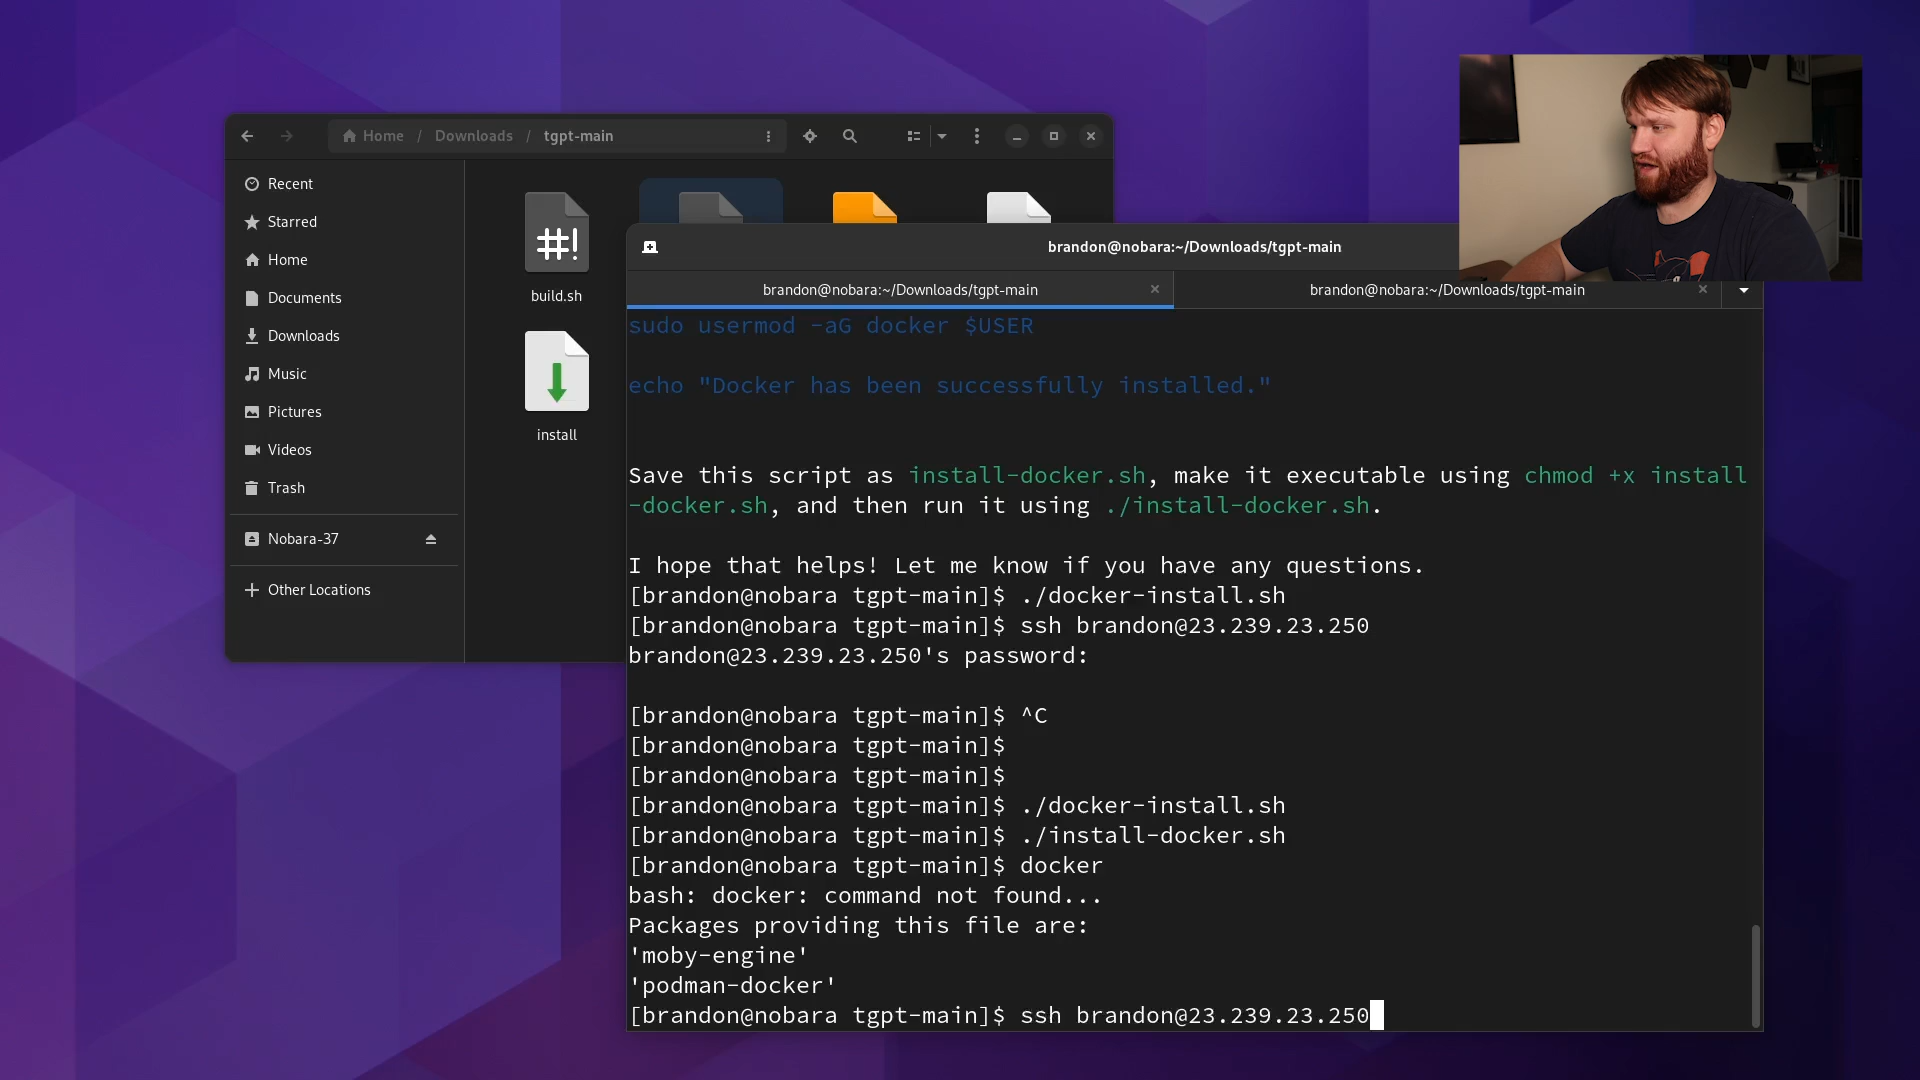 Home / Downloads / tgpt-main
Recent
Starred
Home
Documents
Downloads
Music
Pictures
Videos
Trash
Nobara-37
Other Locations
#!
build.sh
install
brandon@nobara:~/Downloads/tgpt-main
brandon@nobara:~/Downloads/tgpt-main
brandon@nobara:~/Downloads/tgpt-main
sudo usermod -aG docker $USER
echo "Docker has been successfully installed."
Save this script as install-docker.sh, make it executable using chmod +x install
-docker.sh, and then run it using ./install-docker.sh.
I hope that helps! Let me know if you have any questions.
[brandon@nobara tgpt-main]$ ./docker-install.sh
[brandon@nobara tgpt-main]$ ssh brandon@23.239.23.250
brandon@23.239.23.250's password:
[brandon@nobara tgpt-main]$ ^C
[brandon@nobara tgpt-main]$
[brandon@nobara tgpt-main]$
[brandon@nobara tgpt-main]$ ./docker-install.sh
[brandon@nobara tgpt-main]$ ./install-docker.sh
[brandon@nobara tgpt-main]$ docker
bash: docker: command not found...
Packages providing this file are:
'moby-engine'
'podman-docker'
[brandon@nobara tgpt-main]$ ssh brandon@23.239.23.250